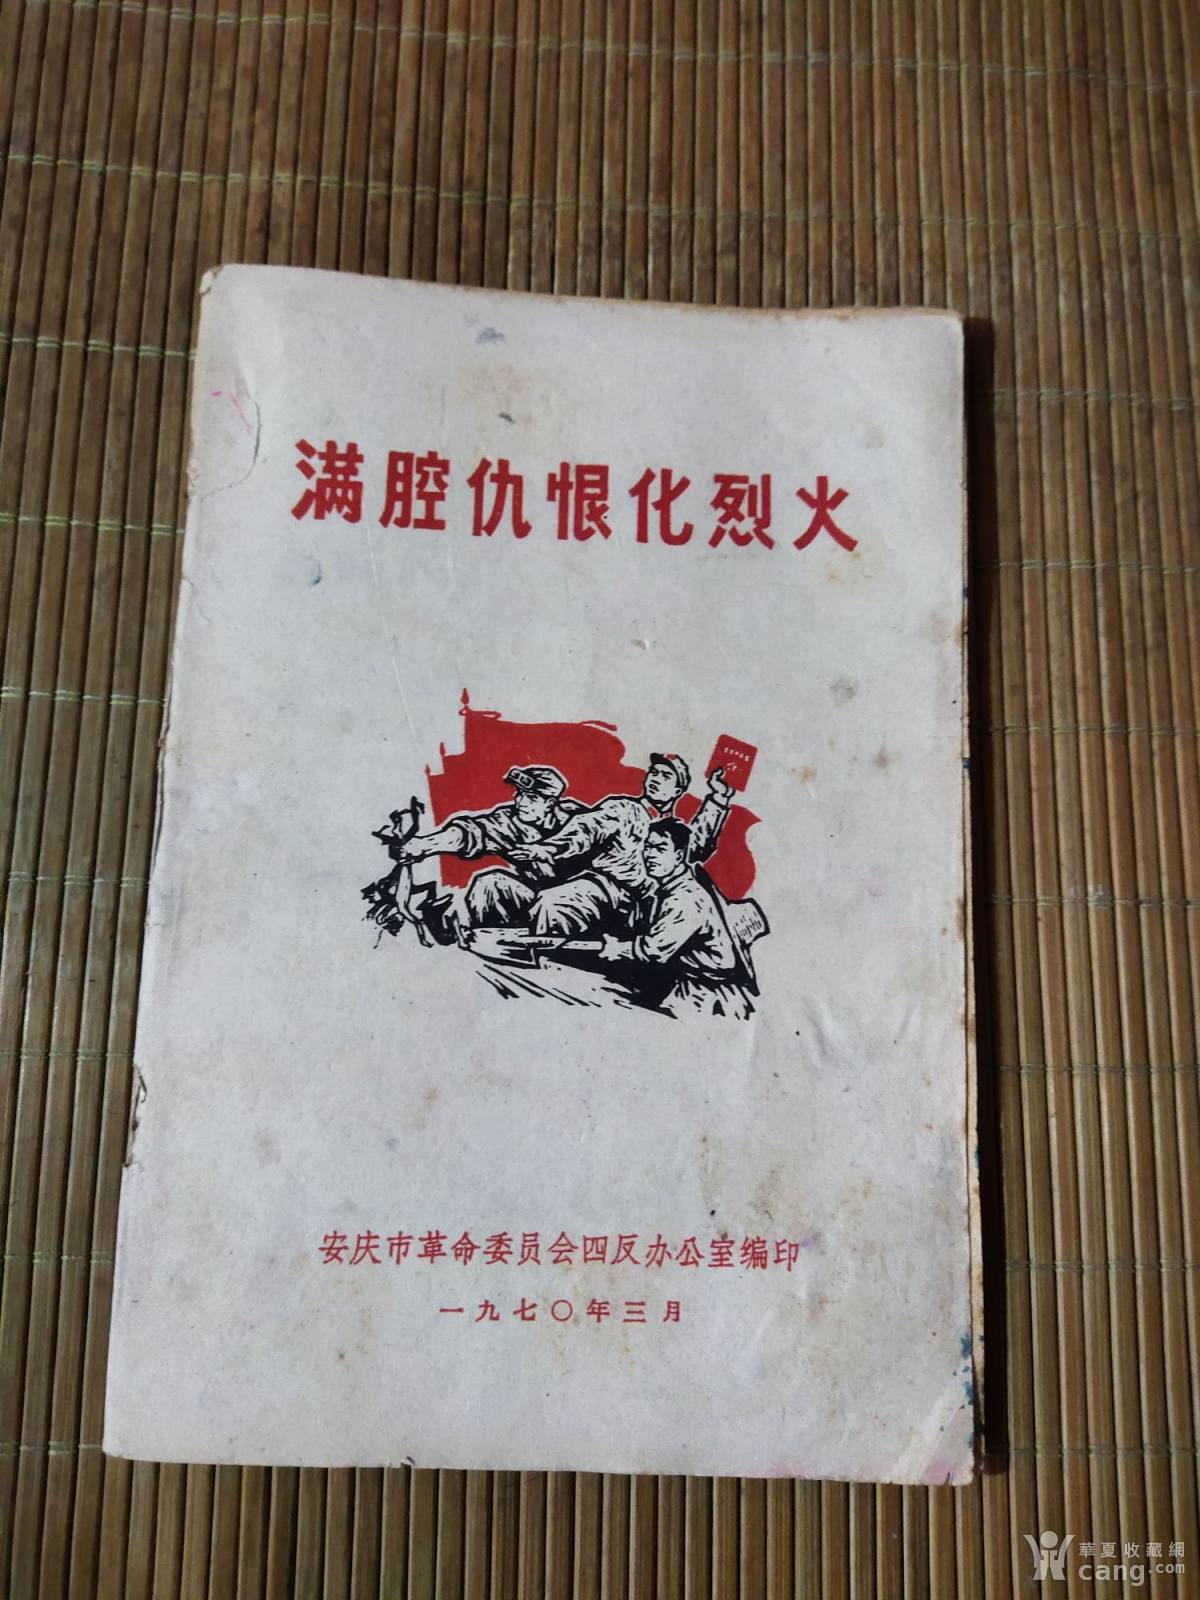 满腔仇恨化烈火
安庆市革命委员会四反办公室编印
一九七〇年三月
華夏收藏網
cang.com